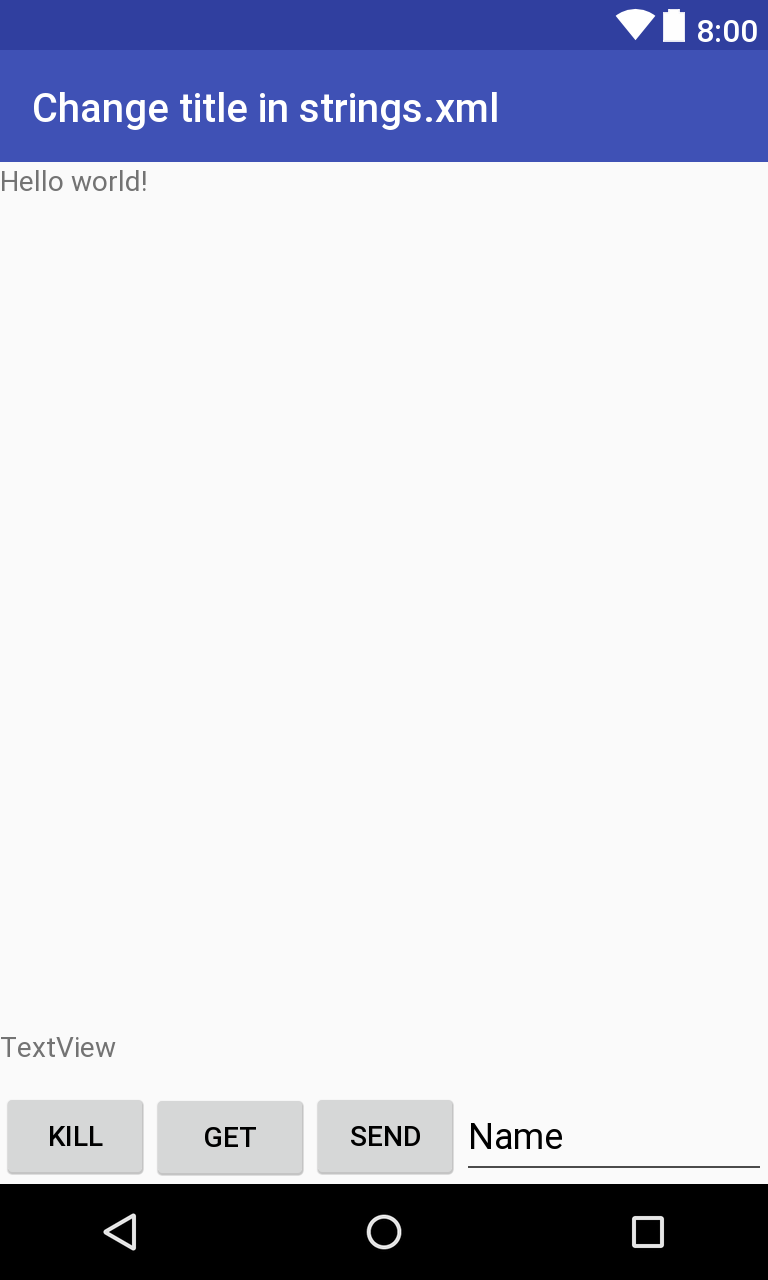 8:00
Change title in strings.xml
Hello world!
TextView
KILL GET SEND Name